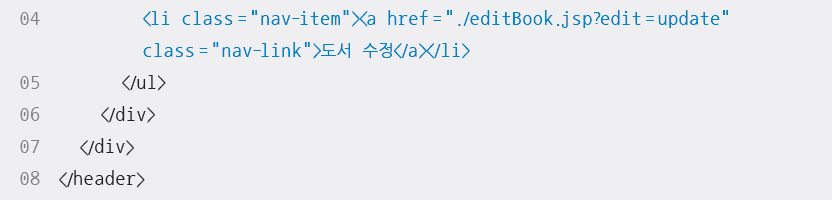 04 <li class="nav-item"><a href="./editBook.jsp?edit=update"
class="nav-link">도서 수정</a></li>
05 </ul>
06 </div>
07 </div>
08 </header>